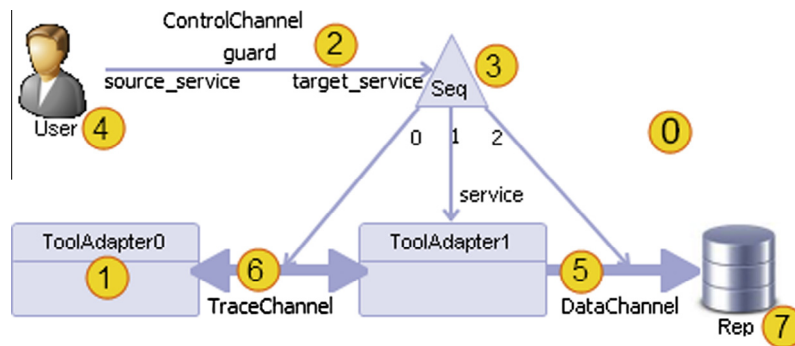 ControlChannel
guard 2
source_service target_service
3
Seq
User 4
0
0 1 2
service
ToolAdapter0
ToolAdapter1
1
6
5
TraceChannel
DataChannel
Rep 7